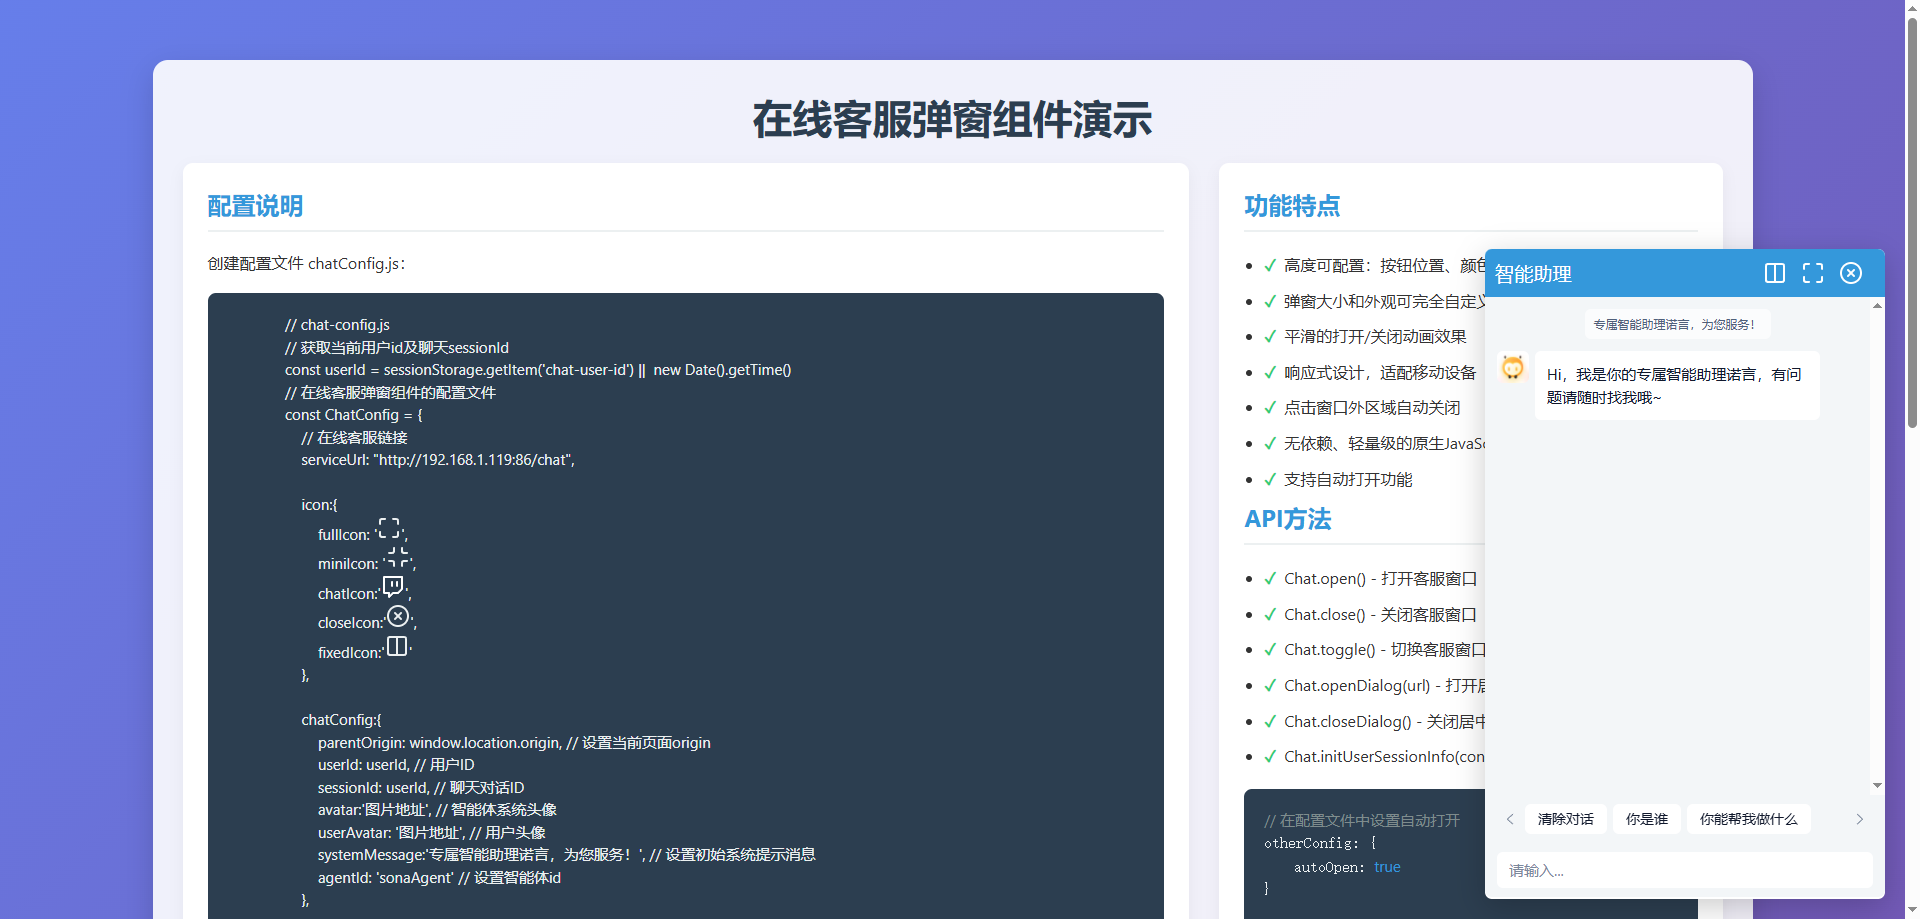 在线客服弹窗组件演示
配置说明
创建配置文件 chatConfig.js：
// chat-config.js
// 获取当前用户id及聊天sessionId
const userId = sessionStorage.getItem('chat-user-id') || new Date().getTime()
// 在线客服弹窗组件的配置文件
const ChatConfig = {
// 在线客服链接
serviceUrl: "http://192.168.1.119:86/chat",
icon:{
fullIcon: '',
miniIcon: '',
chatIcon:'',
closeIcon:'',
fixedIcon:''
},
chatConfig:{
parentOrigin: window.location.origin, // 设置当前页面origin
userId: userId, // 用户ID
sessionId: userId, // 聊天对话ID
avatar:'图片地址', // 智能体系统头像
userAvatar: '图片地址', // 用户头像
systemMessage:'专属智能助理诺言，为您服务！', // 设置初始系统提示消息
agentId: 'sonaAgent' // 设置智能体id
},
功能特点
✓ 高度可配置：按钮位置、颜色
✓ 弹窗大小和外观可完全自定义
✓ 平滑的打开/关闭动画效果
✓ 响应式设计，适配移动设备
✓ 点击窗口外区域自动关闭
✓ 无依赖、轻量级的原生JavaSc
✓ 支持自动打开功能
API方法
✓ Chat.open() - 打开客服窗口
✓ Chat.close() - 关闭客服窗口
✓ Chat.toggle() - 切换客服窗口
✓ Chat.openDialog(url) - 打开居
✓ Chat.closeDialog() - 关闭居中
✓ Chat.initUserSessionInfo(con
// 在配置文件中设置自动打开
otherConfig: {
autoOpen: true
}
智能助理
专属智能助理诺言，为您服务！
Hi，我是你的专属智能助理诺言，有问
题请随时找我哦~
清除对话 你是谁 你能帮我做什么
请输入...